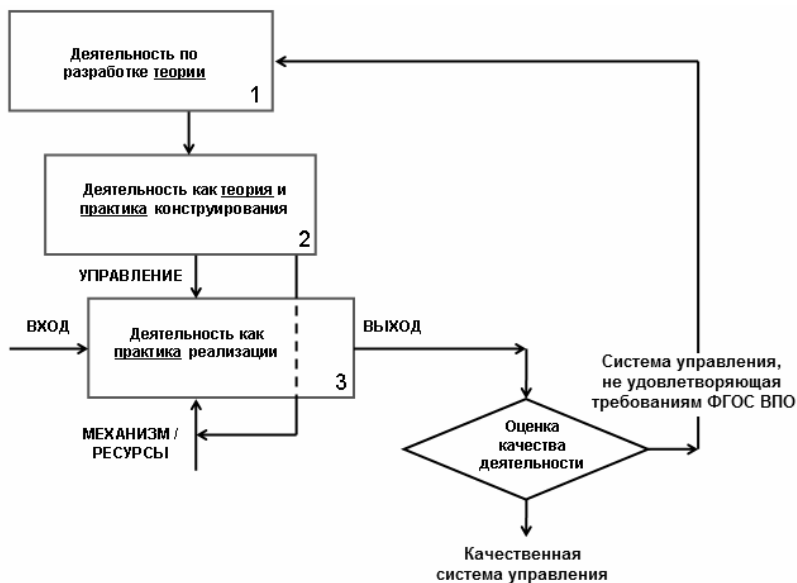 Деятельность по
разработке теории
1
Деятельность как теория и
практика конструирования
2
УПРАВЛЕНИЕ
ВХОД
Деятельность как
практика реализации
3
ВЫХОД
МЕХАНИЗМ /
РЕСУРСЫ
Система управления,
не удовлетворяющая
требованиям ФГОС ВПО
Оценка
качества
деятельности
Качественная
система управления